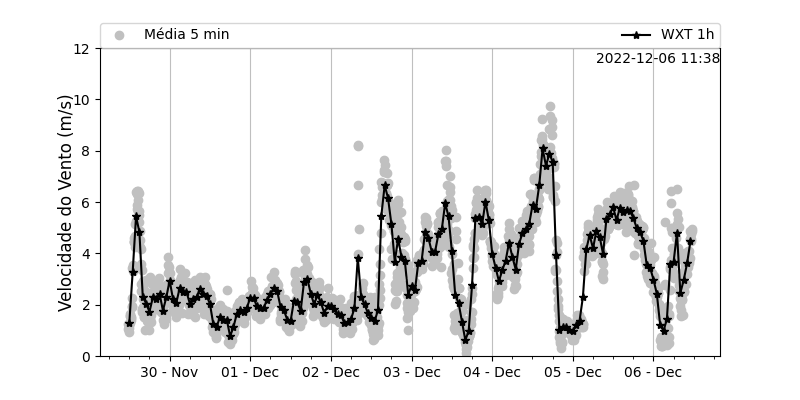 Média 5 min
WXT 1h
2022-12-06 11:38
Velocidade do Vento (m/s)
12
10
8
6
4
2
0
30 - Nov
01 - Dec
02 - Dec
03 - Dec
04 - Dec
05 - Dec
06 - Dec